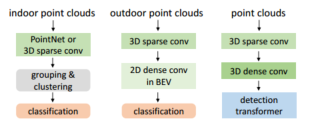 indoor point clouds
PointNet or
3D sparse conv
grouping &
clustering
classification
outdoor point clouds
3D sparse conv
2D dense conv
in BEV
classification
point clouds
3D sparse conv
3D dense conv
detection
transformer